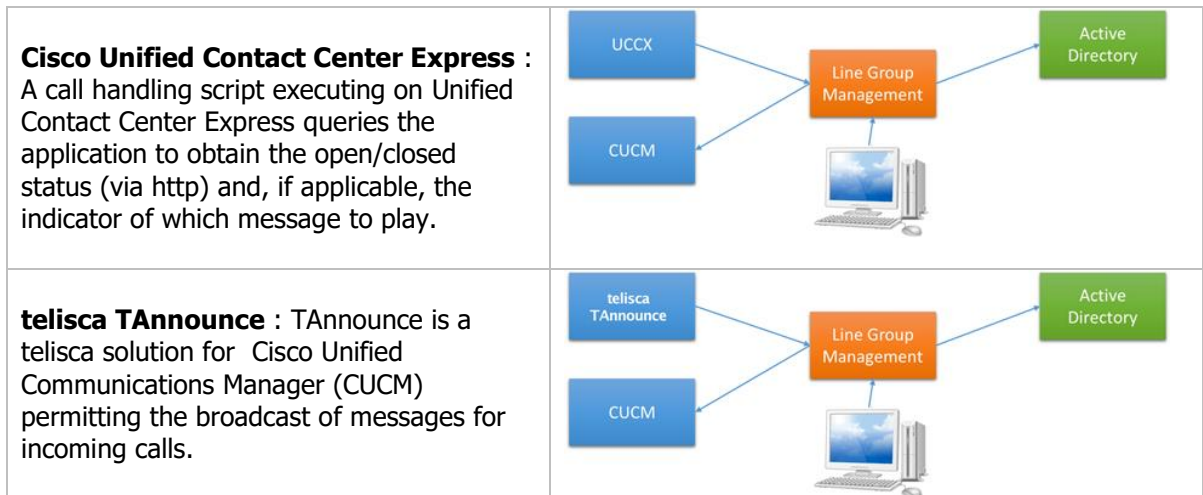 Cisco Unified Contact Center Express :
A call handling script executing on Unified
Contact Center Express queries the
application to obtain the open/closed
status (via http) and, if applicable, the
indicator of which message to play.
UCCX
CUCM
Line Group
Management
Active
Directory
telisca TAnnounce : TAnnounce is a
telisca solution for  Cisco Unified
Communications Manager (CUCM)
permitting the broadcast of messages for
incoming calls.
telisca
TAnnounce
CUCM
Line Group
Management
Active
Directory